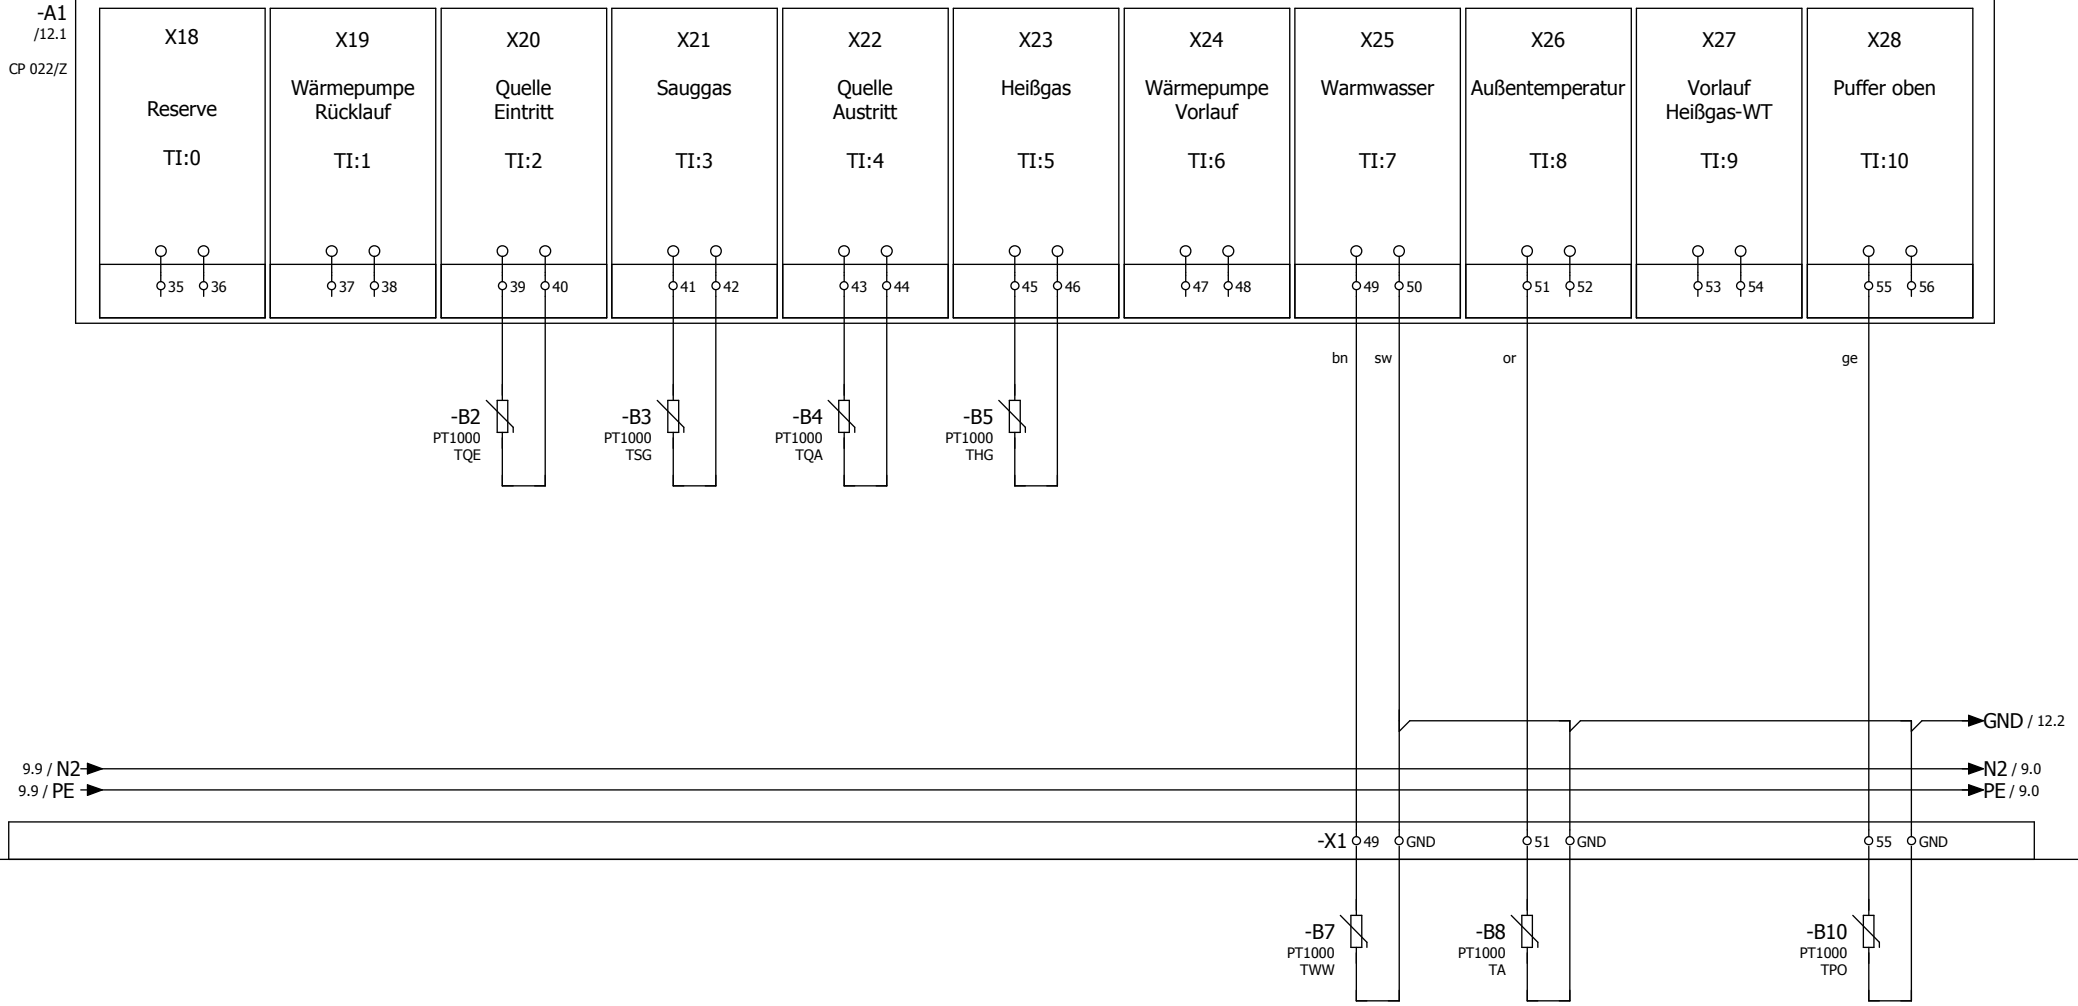 -A1
/12.1
CP 022/Z
X18
Reserve
TI:0
35 36
X19
Wärmepumpe
Rücklauf
TI:1
37 38
X20
Quelle
Eintritt
TI:2
39 40
X21
Sauggas
TI:3
41 42
X22
Quelle
Austritt
TI:4
43 44
X23
Heißgas
TI:5
45 46
X24
Wärmepumpe
Vorlauf
TI:6
47 48
X25
Warmwasser
TI:7
49 50
X26
Außentemperatur
TI:8
51 52
X27
Vorlauf
Heißgas-WT
TI:9
53 54
X28
Puffer oben
TI:10
55 56
bn sw or ge
-B2
PT1000
TQE
-B3
PT1000
TSG
-B4
PT1000
TQA
-B5
PT1000
THG
GND / 12.2
9.9 / N2
N2 / 9.0
9.9 / PE
PE / 9.0
-X1 49 GND 51 GND 55 GND
-B7
PT1000
TWW
-B8
PT1000
TA
-B10
PT1000
TPO